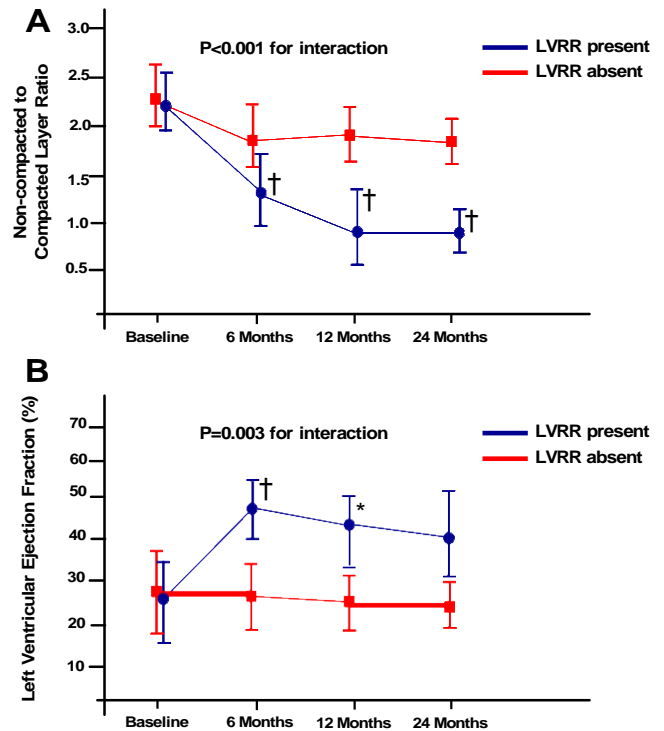 A
P<0.001 for interaction
LVRR present
LVRR absent
Non-compacted to
Compacted Layer Ratio
3.0
2.5
2.0
1.5
1.0
0.5
†
†
†
Baseline
6 Months
12 Months
24 Months
B
P=0.003 for interaction
LVRR present
LVRR absent
Left Ventricular Ejection Fraction (%)
70
60
50
40
30
20
10
†
*
Baseline
6 Months
12 Months
24 Months